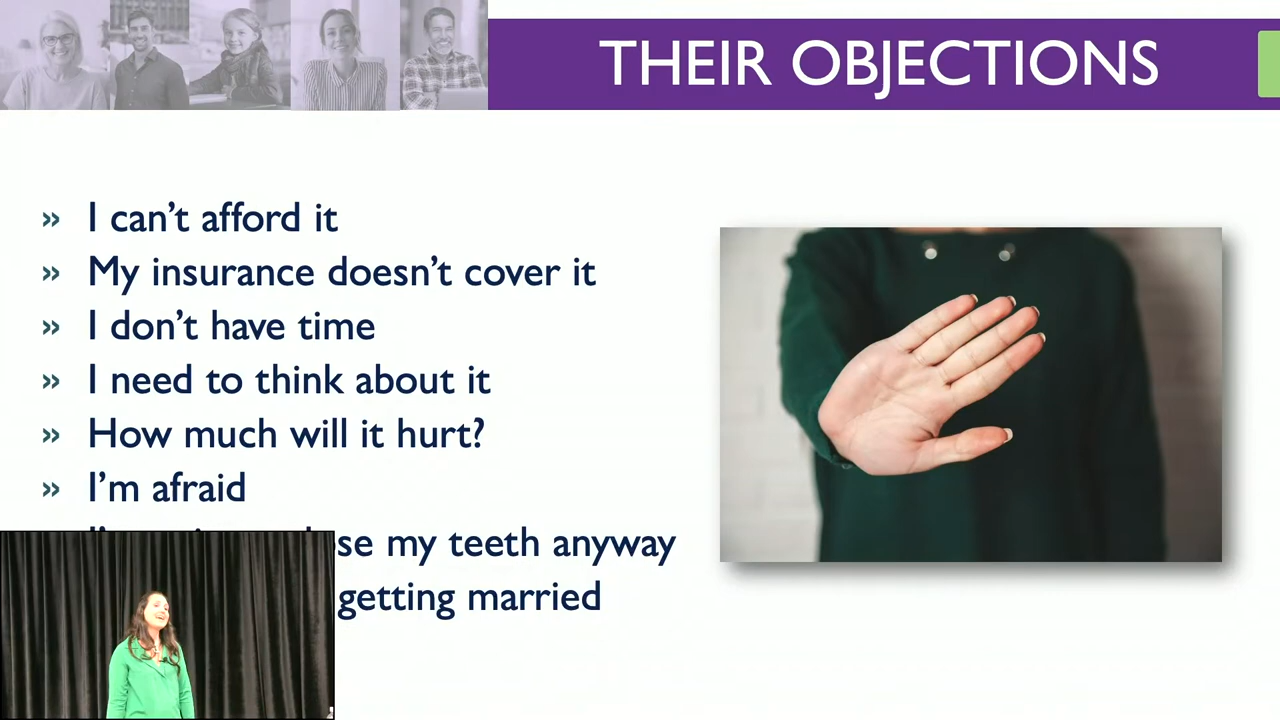 THEIR OBJECTIONS
» I can't afford it
» My insurance doesn't cover it
» I don't have time
» I need to think about it
» How much will it hurt?
» I'm afraid
my teeth anyway
getting married